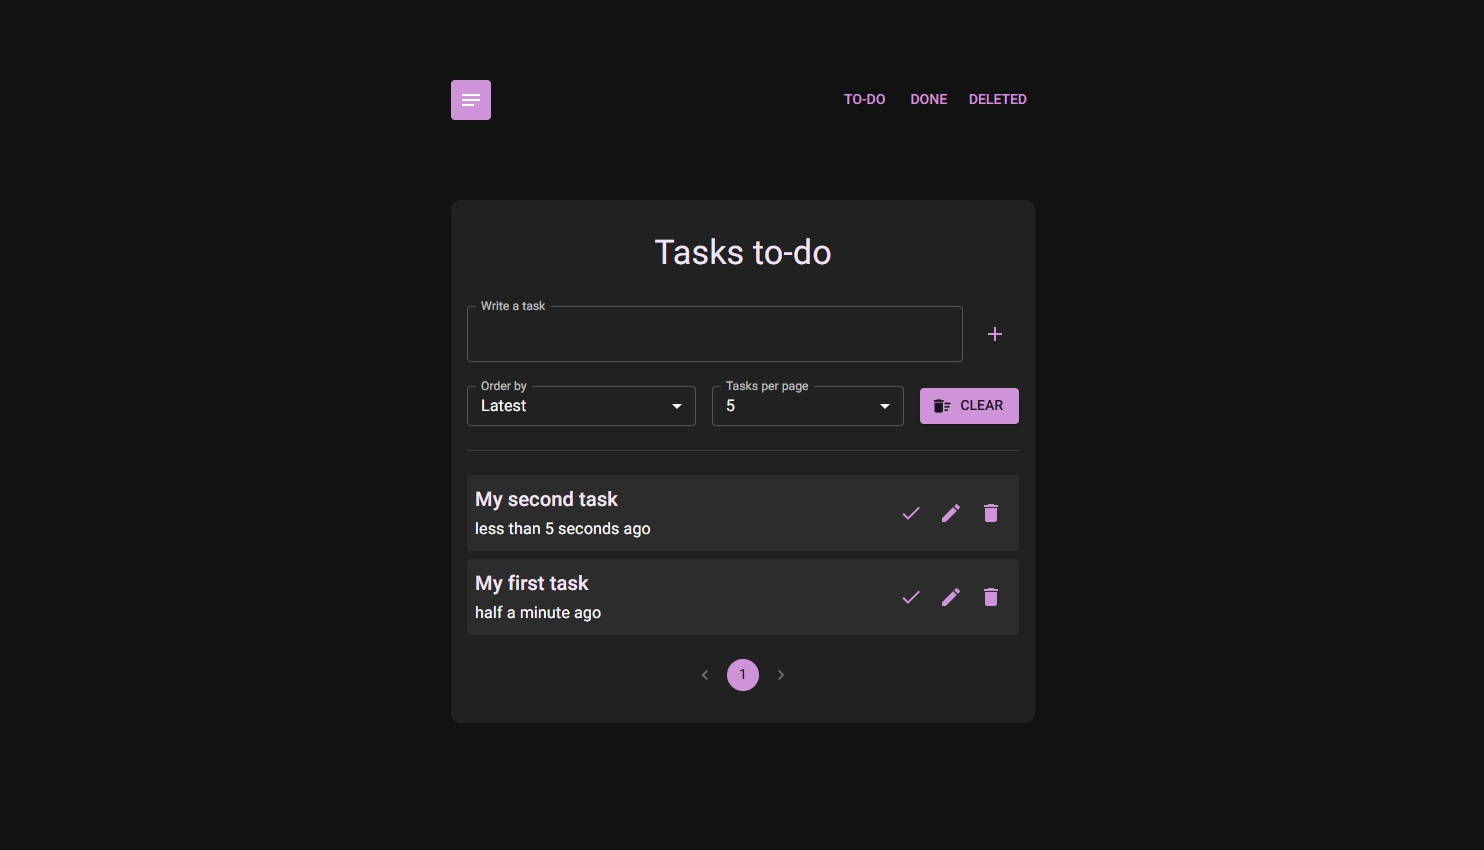 TO-DO DONE DELETED
Tasks to-do
Write a task
Order by
Latest
Tasks per page
5
CLEAR
My second task
less than 5 seconds ago
My first task
half a minute ago
1